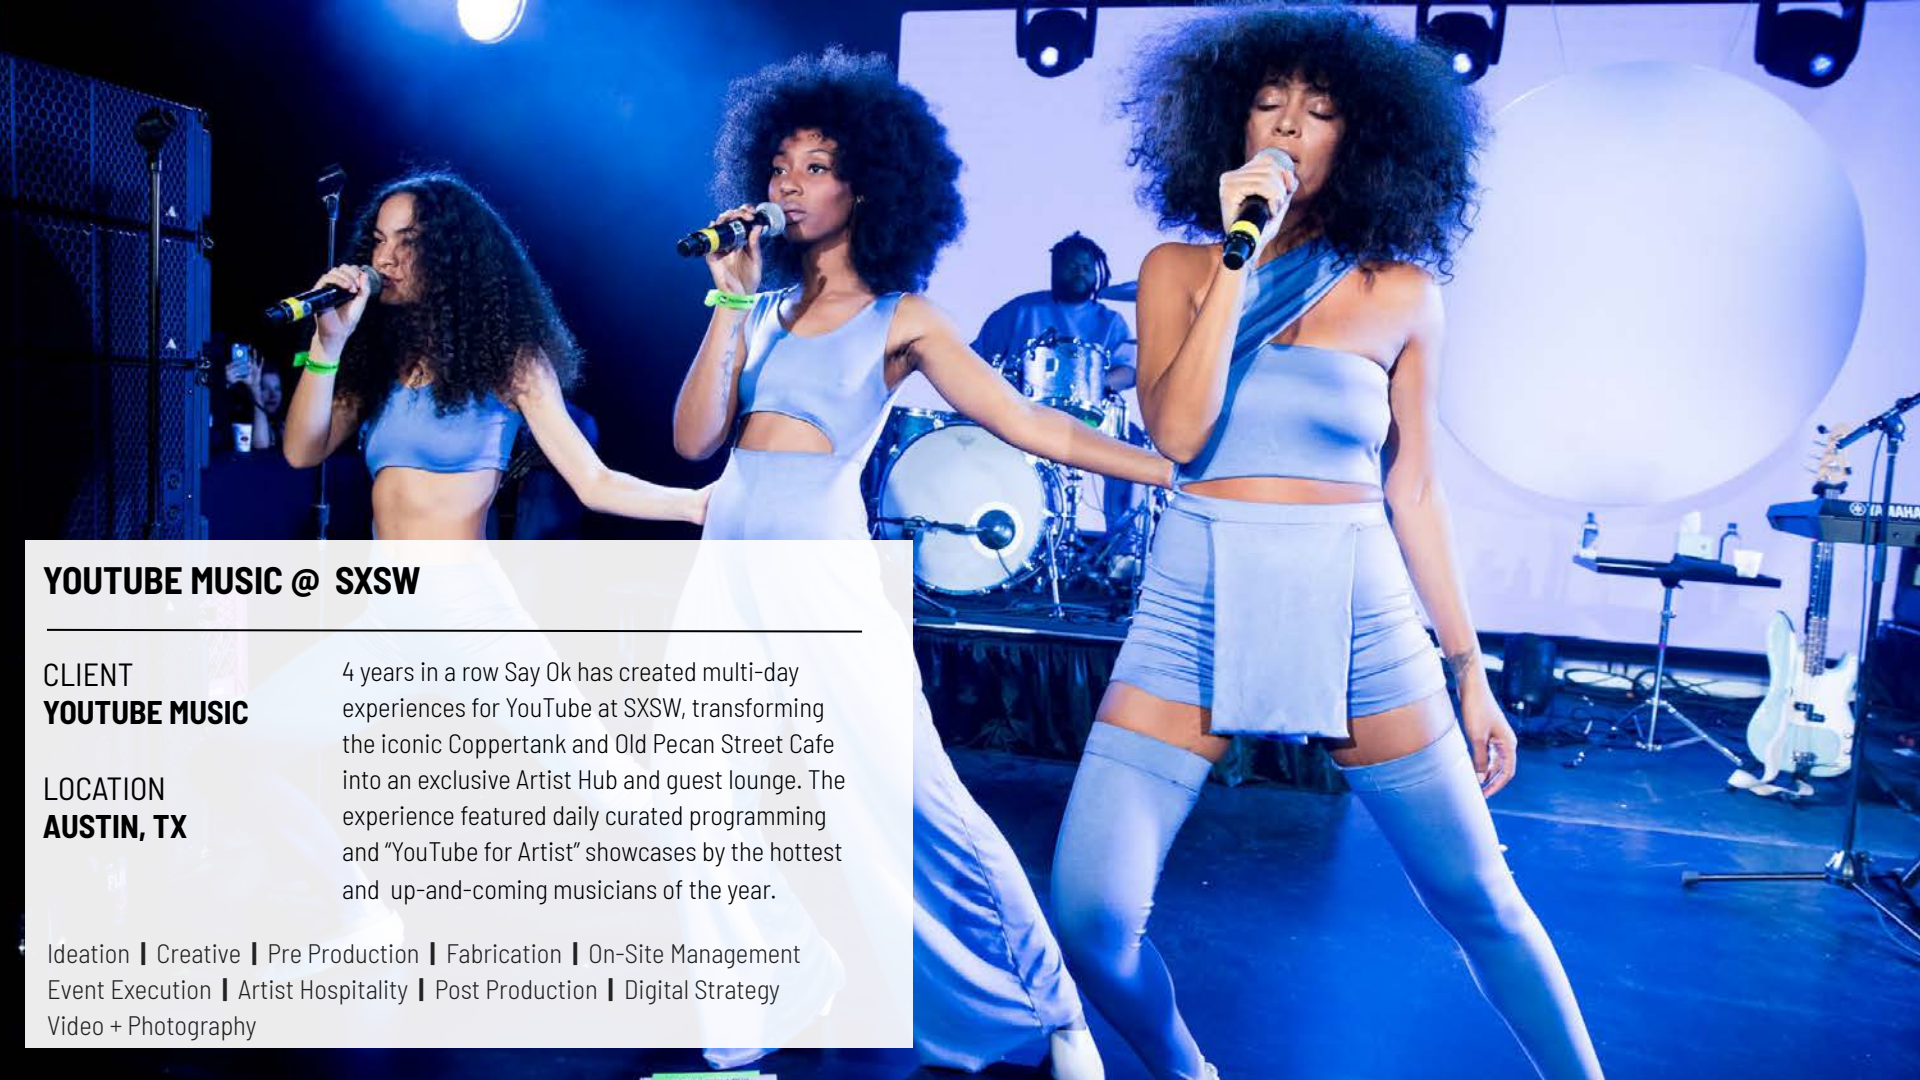 YOUTUBE MUSIC @  SXSW
CLIENT
YOUTUBE MUSIC
LOCATION
AUSTIN, TX
4 years in a row Say Ok has created multi-day
experiences for YouTube at SXSW, transforming
the iconic Coppertank and Old Pecan Street Cafe
into an exclusive Artist Hub and guest lounge. The
experience featured daily curated programming
and “YouTube for Artist” showcases by the hottest
and  up-and-coming musicians of the year.
Ideation | Creative | Pre Production | Fabrication | On-Site Management
Event Execution | Artist Hospitality | Post Production | Digital Strategy
Video + Photography
YAMAHA